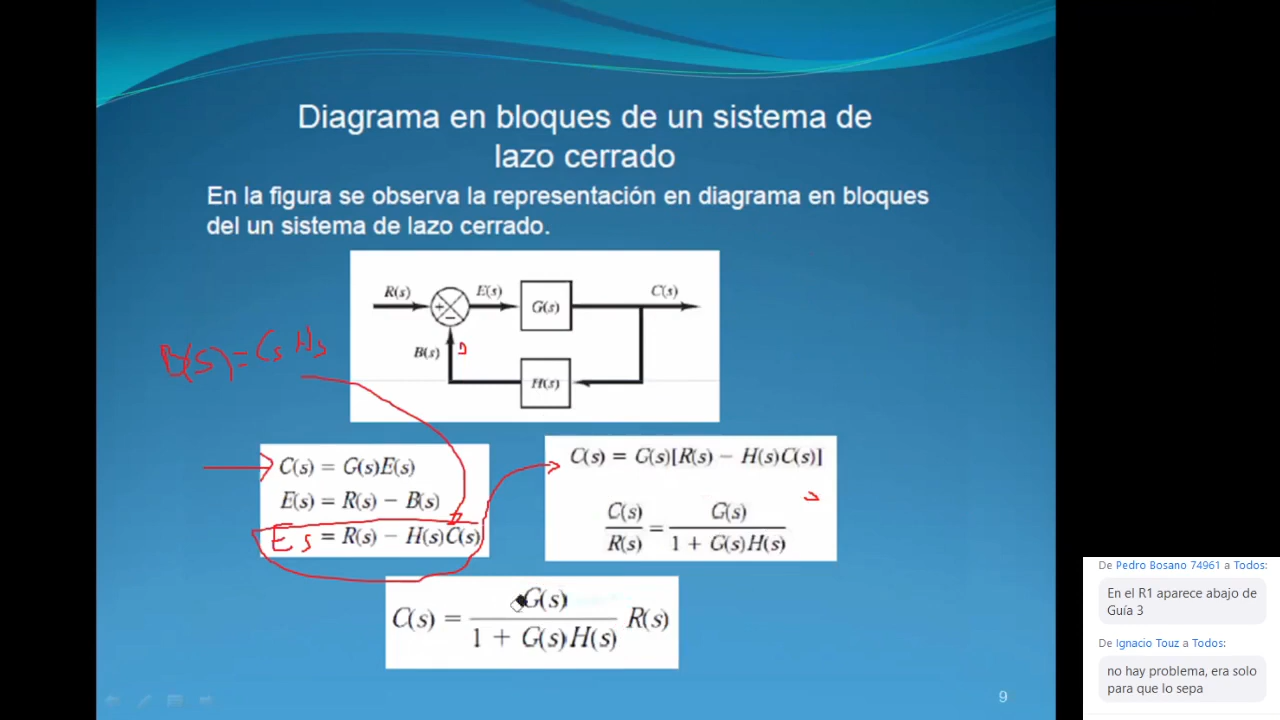 Diagrama en bloques de un sistema de
lazo cerrado
En la figura se observa la representación en diagrama en bloques
del un sistema de lazo cerrado.
R(s)
+
−
E(s)
G(s)
C(s)
B(s)
H(s)
B(s)=Cs Hs
C(s) = G(s)E(s)
E(s) = R(s) − B(s)
Es = R(s) − H(s)C(s)
C(s) = G(s)[R(s) − H(s)C(s)]
C(s)/R(s) = G(s)/(1 + G(s)H(s))
C(s) = G(s)/(1 + G(s)H(s)) R(s)
9
De Pedro Bosano 74961 a Todos:
En el R1 aparece abajo de
Guía 3
De Ignacio Touz a Todos:
no hay problema, era solo
para que lo sepa